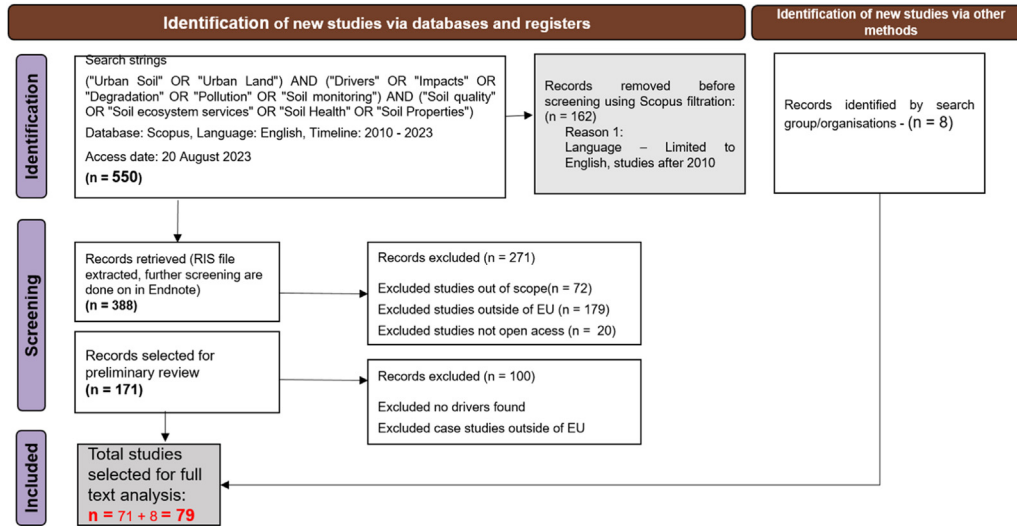 Identification of new studies via databases and registers
Identification of new studies via other
methods
Identification
Search strings
("Urban Soil" OR "Urban Land") AND ("Drivers" OR "Impacts" OR
"Degradation" OR "Pollution" OR "Soil monitoring") AND ("Soil quality"
OR "Soil ecosystem services" OR "Soil Health" OR "Soil Properties")
Database: Scopus, Language: English, Timeline: 2010 - 2023
Access date: 20 August 2023
(n = 550)
Records removed before
screening using Scopus filtration:
(n = 162)
Reason 1:
Language – Limited to
English, studies after 2010
Records identified by search
group/organisations - (n = 8)
Screening
Records retrieved (RIS file
extracted, further screening are
done on in Endnote)
(n = 388)
Records excluded (n = 271)
Excluded studies out of scope(n = 72)
Excluded studies outside of EU (n = 179)
Excluded studies not open acess (n = 20)
Records selected for
preliminary review
(n = 171)
Records excluded (n = 100)
Excluded no drivers found
Excluded case studies outside of EU
Included
Total studies
selected for full
text analysis:
n = 71 + 8 = 79